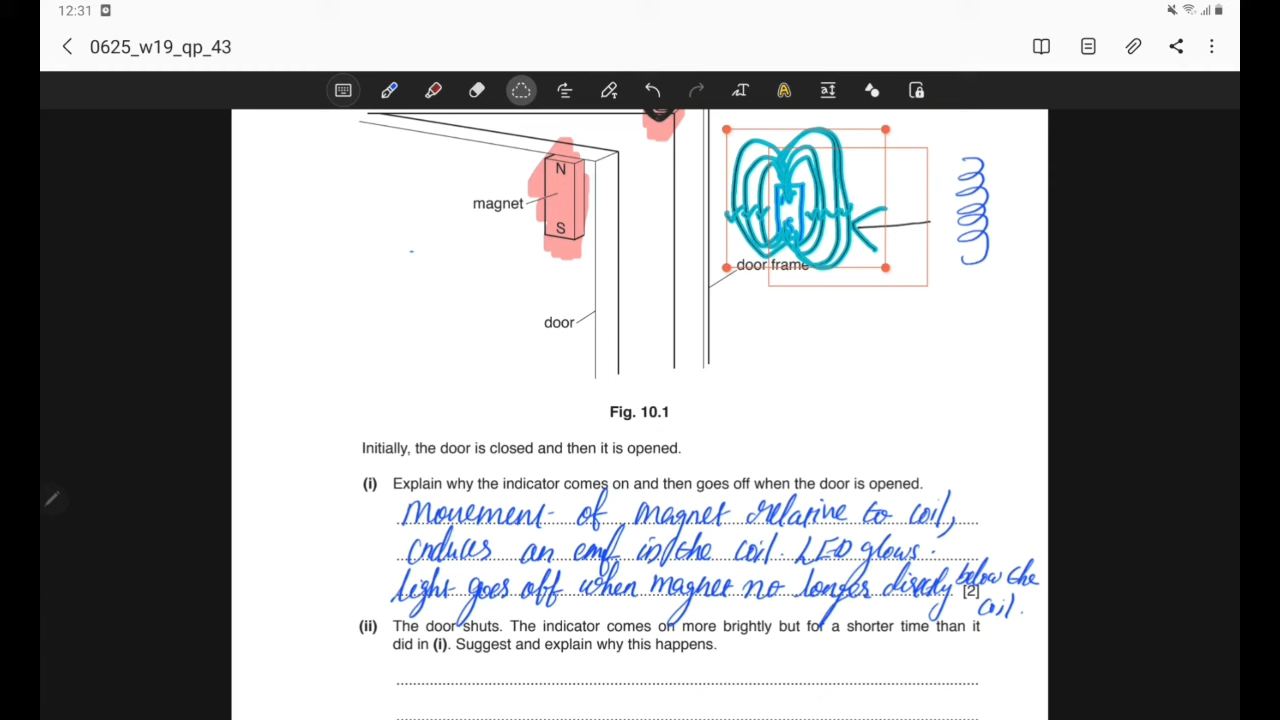 12:31
0625_w19_qp_43
N
magnet
S
door frame
door
Fig. 10.1
Initially, the door is closed and then it is opened.
(i) Explain why the indicator comes on and then goes off when the door is opened.
Movement of magnet relative to coil,
induces an emf in the coil. LED glows.
light goes off when magnet no longer directly below the
[2] coil.
(ii) The door shuts. The indicator comes on more brightly but for a shorter time than it
did in (i). Suggest and explain why this happens.